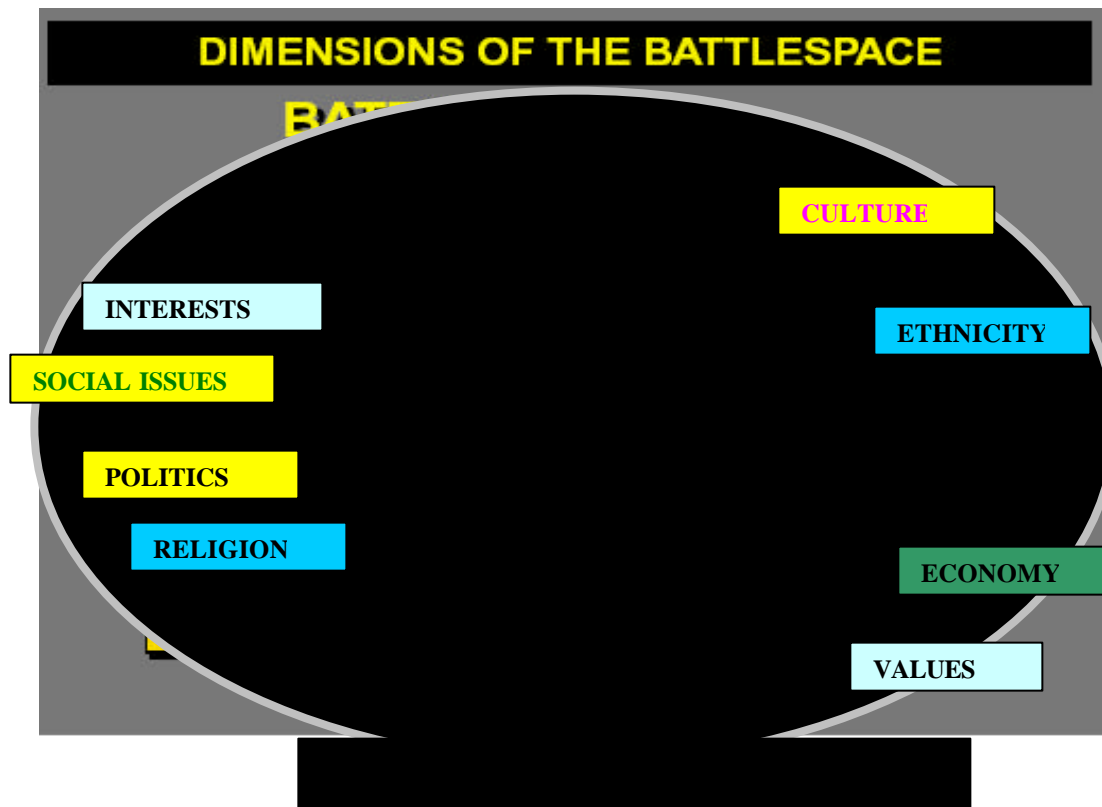 DIMENSIONS OF THE BATTLESPACE
CULTURE
INTERESTS
ETHNICITY
SOCIAL ISSUES
POLITICS
RELIGION
ECONOMY
VALUES